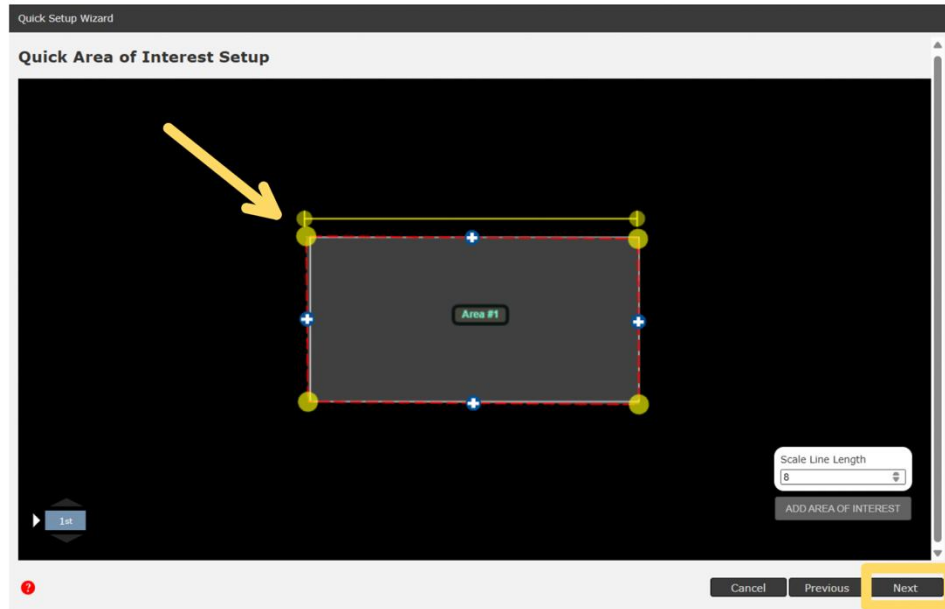 Quick Setup Wizard
Quick Area of Interest Setup
Area #1
Scale Line Length
8
ADD AREA OF INTEREST
1st
?
Cancel Previous Next